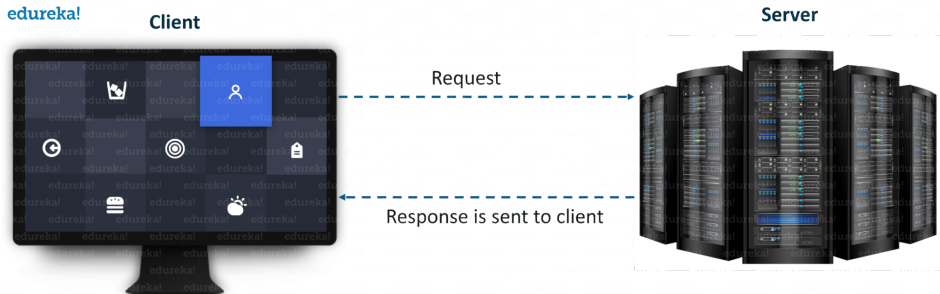 edureka!
Client
Server
Request
Response is sent to client